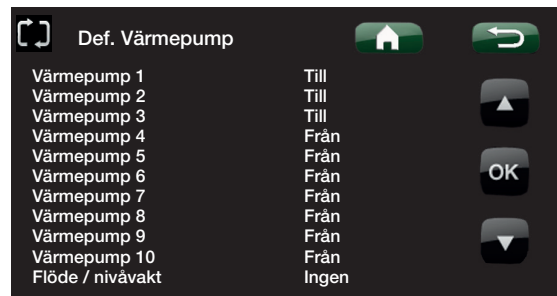 Def. Värmepump
Värmepump 1 Till
Värmepump 2 Till
Värmepump 3 Till
Värmepump 4 Från
Värmepump 5 Från
Värmepump 6 Från
Värmepump 7 Från
Värmepump 8 Från
Värmepump 9 Från
Värmepump 10 Från
Flöde / nivåvakt Ingen
OK